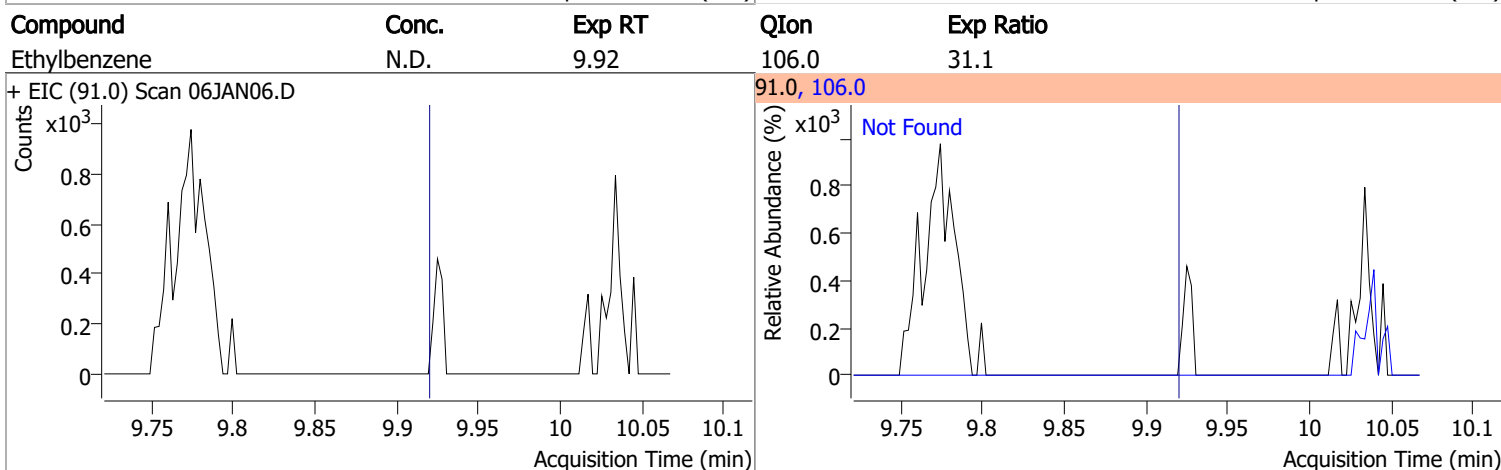 Compound Conc. Exp RT QIon Exp Ratio
Ethylbenzene N.D. 9.92 106.0 31.1
+ EIC (91.0) Scan 06JAN06.D
Counts
x10³
0.8
0.6
0.4
0.2
0
9.75 9.8 9.85 9.9 9.95 10 10.05 10.1
Acquisition Time (min)
91.0, 106.0
Relative Abundance (%)
x10³
Not Found
0.8
0.6
0.4
0.2
0
9.75 9.8 9.85 9.9 9.95 10 10.05 10.1
Acquisition Time (min)